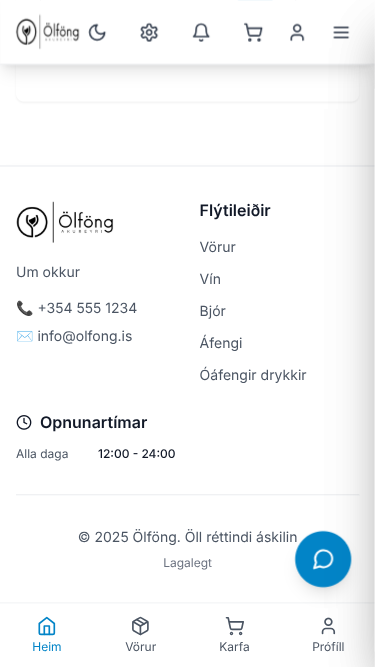 Ölföng
Ölföng
AKUREYRI
Um okkur
+354 555 1234
info@olfong.is
Flýtileiðir
Vörur
Vín
Bjór
Áfengi
Óáfengir drykkir
Opnunartímar
Alla daga 12:00 - 24:00
© 2025 Ölföng. Öll réttindi áskilin
Lagalegt
Heim
Vörur
Karfa
Prófíll